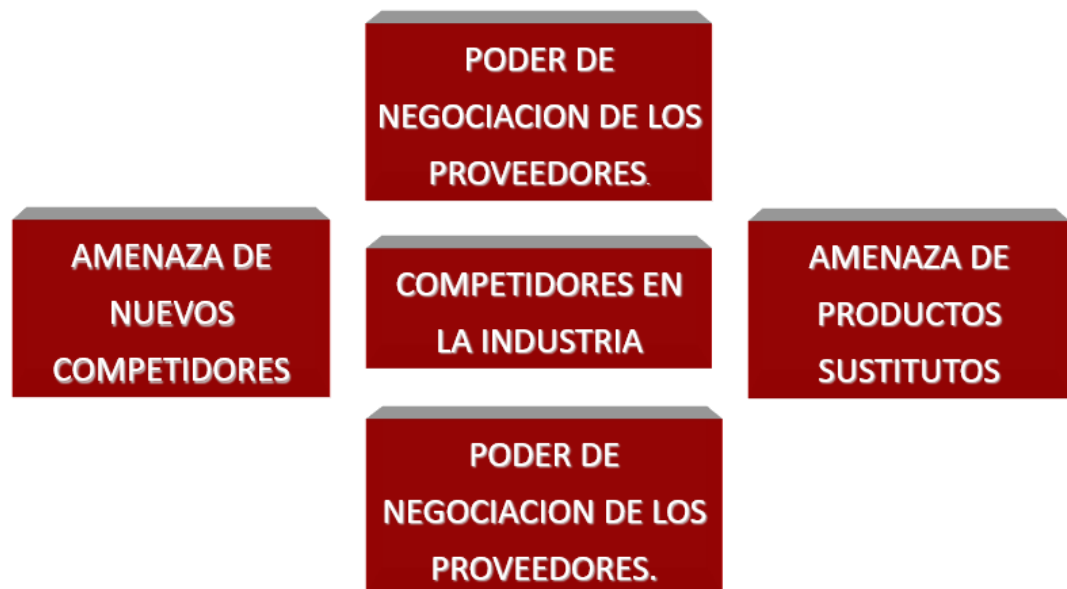 PODER DE
NEGOCIACION DE LOS
PROVEEDORES.
AMENAZA DE
NUEVOS
COMPETIDORES
COMPETIDORES EN
LA INDUSTRIA
AMENAZA DE
PRODUCTOS
SUSTITUTOS
PODER DE
NEGOCIACION DE LOS
PROVEEDORES.